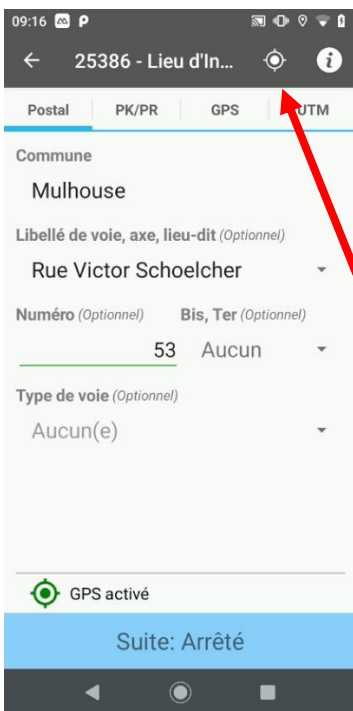 09:16
25386 - Lieu d'In...
Postal PK/PR GPS UTM
Commune
Mulhouse
Libellé de voie, axe, lieu-dit (Optionnel)
Rue Victor Schoelcher
Numéro (Optionnel) Bis, Ter (Optionnel)
53 Aucun
Type de voie (Optionnel)
Aucun(e)
GPS activé
Suite: Arrêté